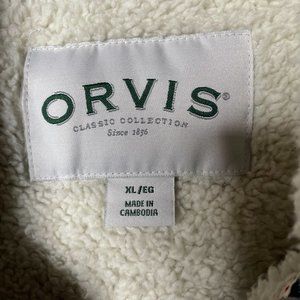 ORVIS®
CLASSIC COLLECTION
Since 1856
XL/EG
MADE IN
CAMBODIA